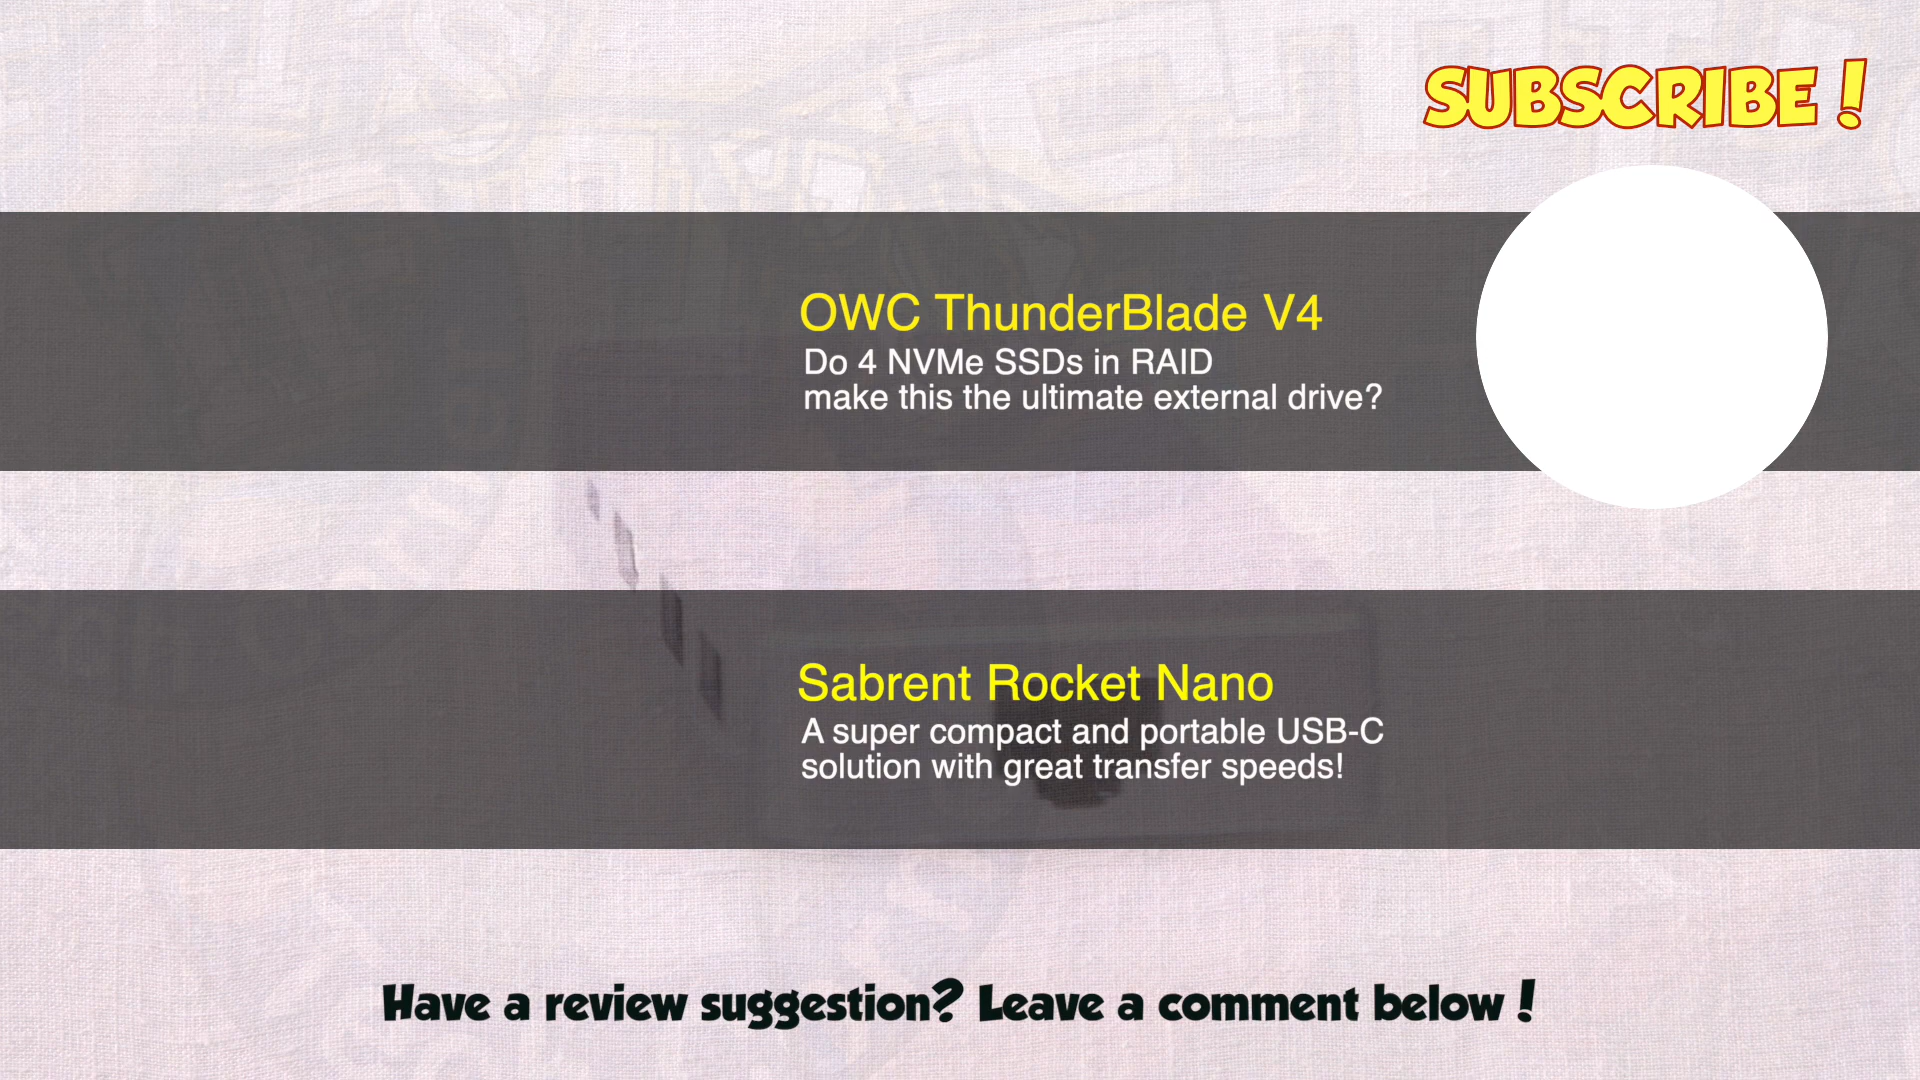 SUBSCRIBE!
OWC ThunderBlade V4
Do 4 NVMe SSDs in RAID
make this the ultimate external drive?
Sabrent Rocket Nano
A super compact and portable USB-C
solution with great transfer speeds!
Have a review suggestion? Leave a comment below!